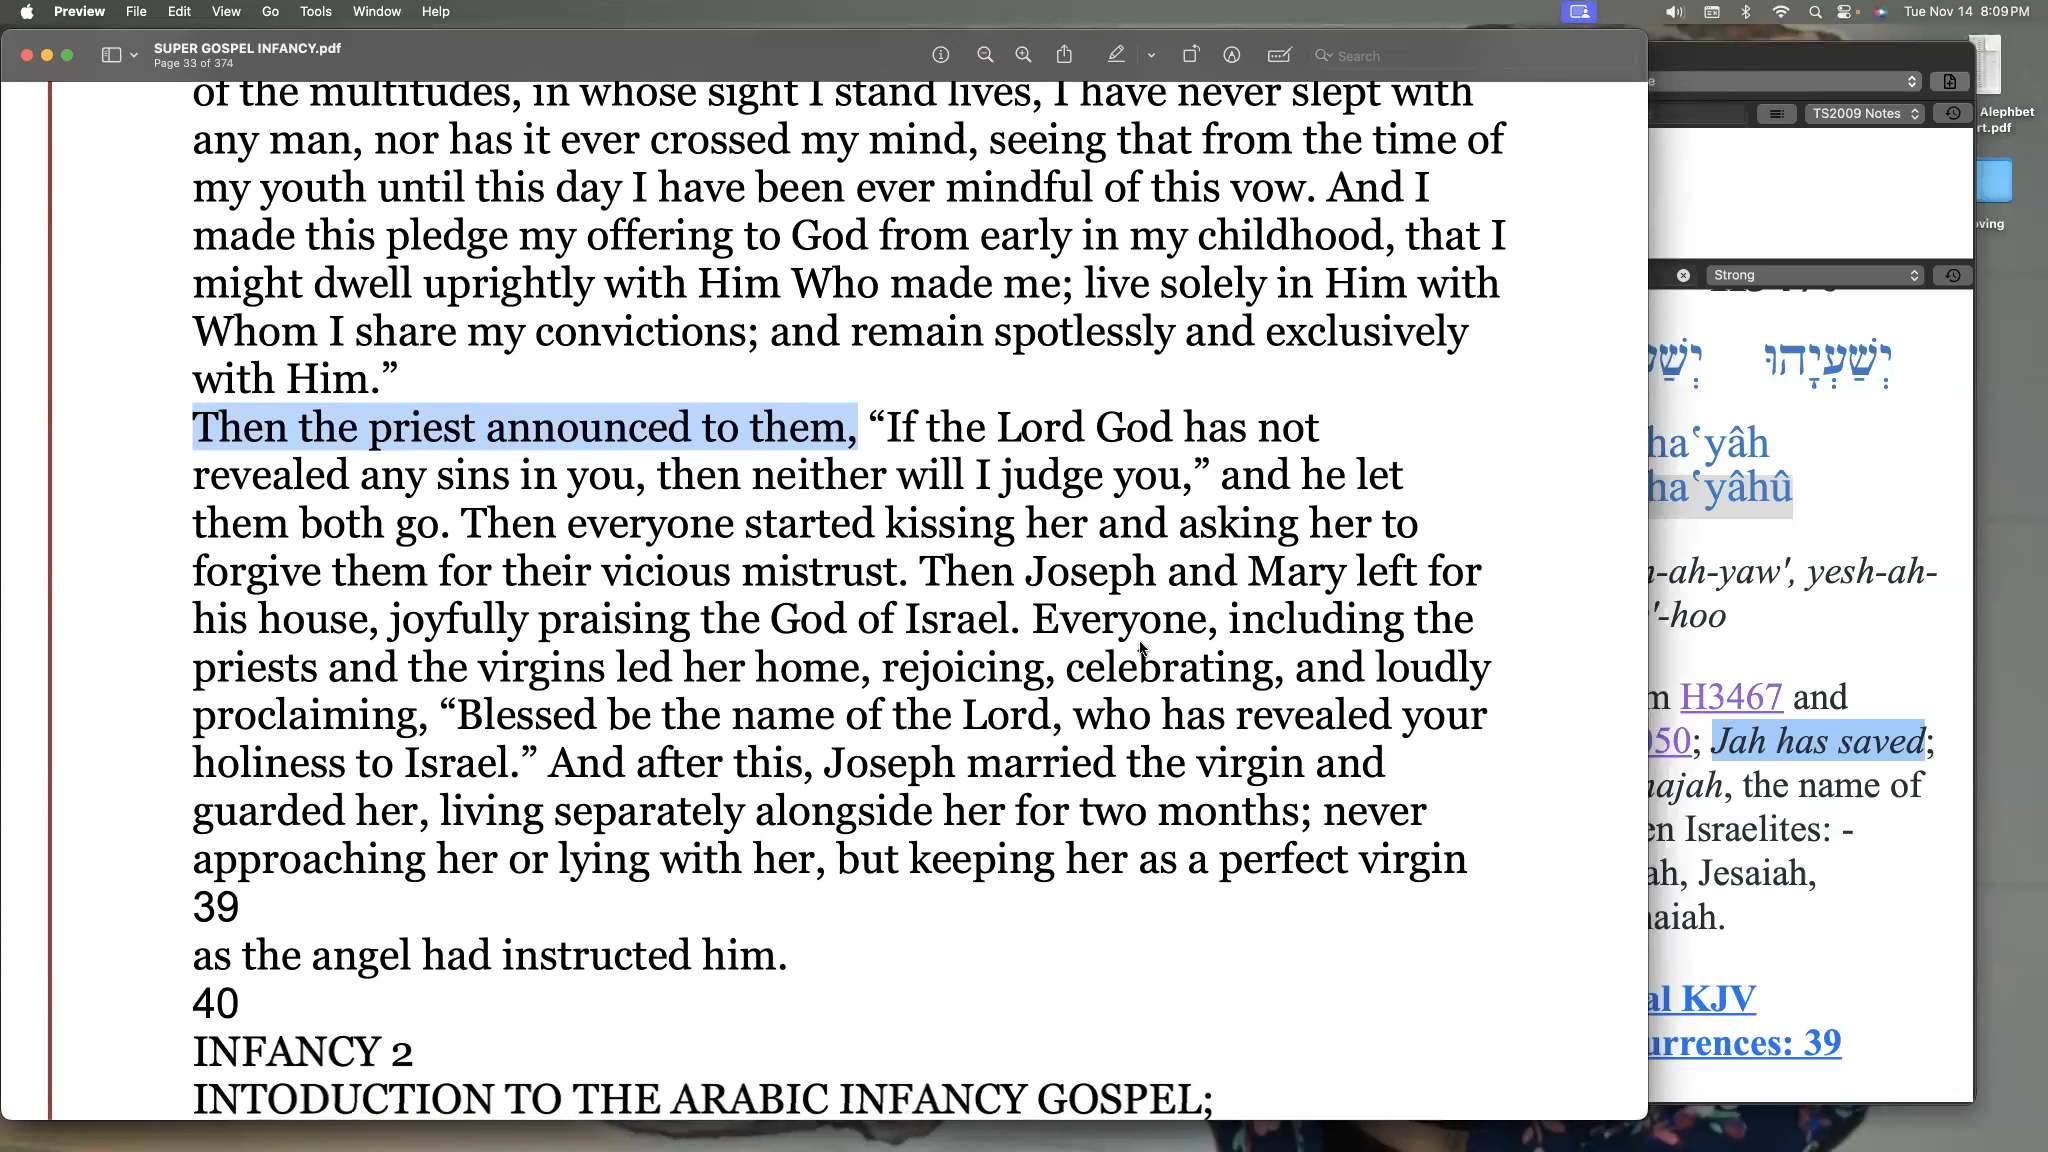 Preview File Edit View Go Tools Window Help
Tue Nov 14 8:09 PM
SUPER GOSPEL INFANCY.pdf
Page 33 of 374
Search
of the multitudes, in whose sight I stand lives, I have never slept with
any man, nor has it ever crossed my mind, seeing that from the time of
my youth until this day I have been ever mindful of this vow. And I
made this pledge my offering to God from early in my childhood, that I
might dwell uprightly with Him Who made me; live solely in Him with
Whom I share my convictions; and remain spotlessly and exclusively
with Him.”
Then the priest announced to them, “If the Lord God has not
revealed any sins in you, then neither will I judge you,” and he let
them both go. Then everyone started kissing her and asking her to
forgive them for their vicious mistrust. Then Joseph and Mary left for
his house, joyfully praising the God of Israel. Everyone, including the
priests and the virgins led her home, rejoicing, celebrating, and loudly
proclaiming, “Blessed be the name of the Lord, who has revealed your
holiness to Israel.” And after this, Joseph married the virgin and
guarded her, living separately alongside her for two months; never
approaching her or lying with her, but keeping her as a perfect virgin
39
as the angel had instructed him.
40
INFANCY 2
INTODUCTION TO THE ARABIC INFANCY GOSPEL;
TS2009 Notes
Strong
יְשַׁעְיָהוּ
ha‛yâh
ha‛yâhû
-ah-yaw', yesh-ah-
'-hoo
H3467 and
50; Jah has saved;
ajah, the name of
en Israelites: -
ah, Jesaiah,
aiah.
al KJV
urrences: 39
Alephbet
rt.pdf
ving